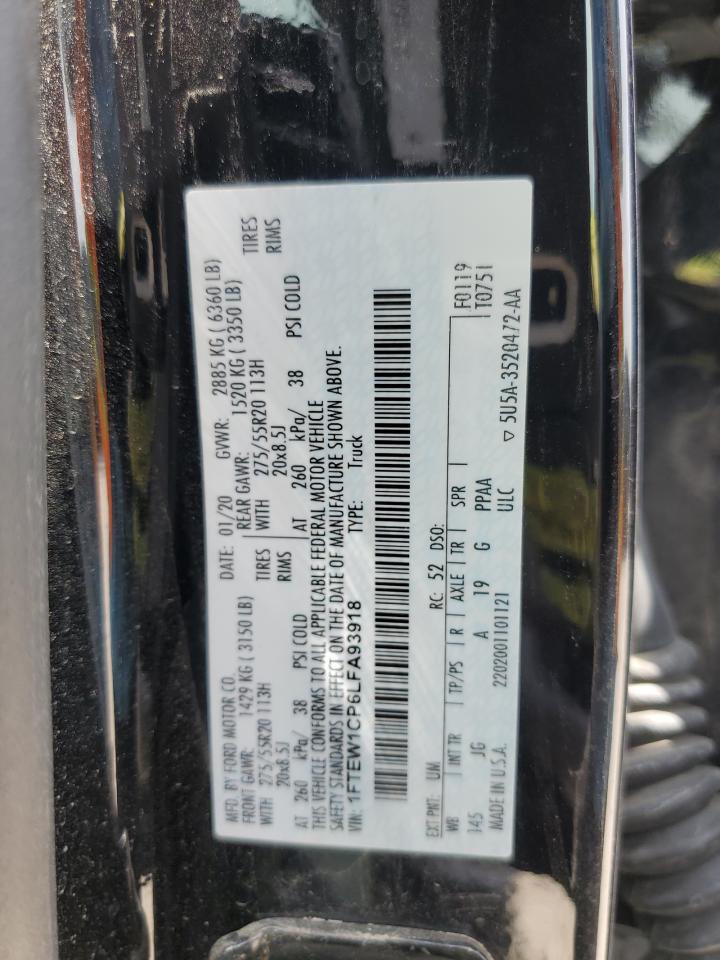 MFD. BY FORD MOTOR CO.
DATE: 01/20 GVWR: 2885 KG ( 6360 LB)
FRONT GAWR: 1429 KG ( 3150 LB) REAR GAWR: 1520 KG ( 3350 LB)
WITH 275/55R20 113H TIRES WITH 275/55R20 113H TIRES
20x8.5J RIMS 20x8.5J RIMS
AT 260 kPa/ 38 PSI COLD AT 260 kPa/ 38 PSI COLD
THIS VEHICLE CONFORMS TO ALL APPLICABLE FEDERAL MOTOR VEHICLE
SAFETY STANDARDS IN EFFECT ON THE DATE OF MANUFACTURE SHOWN ABOVE.
VIN: 1FTEW1CP6LFA93918 TYPE: Truck
EXT PNT: UM RC: 52 DSO:
WB INT TR TP/PS R AXLE TR SPR F0119
145 JG A 19 G PPAA T0751
MADE IN U.S.A. 2202001101121 ULC ▽ 5U5A-3520472-AA